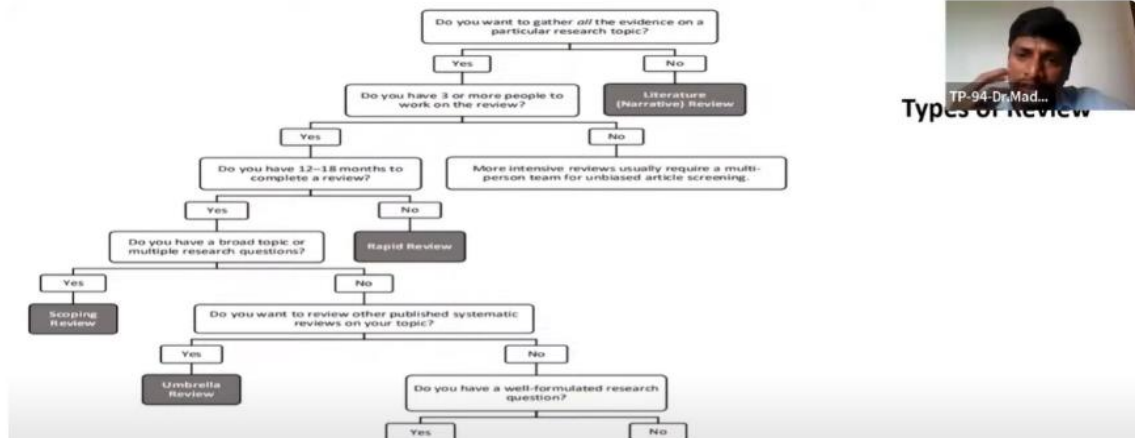 Do you want to gather all the evidence on a
particular research topic?
Yes
No
Do you have 3 or more people to
work on the review?
Literature
(Narrative) Review
TP-94-Dr.Mad...
Types of Review
Yes
No
Do you have 12–18 months to
complete a review?
More intensive reviews usually require a multi-
person team for unbiased article screening.
Yes
No
Do you have a broad topic or
multiple research questions?
Rapid Review
Yes
No
Scoping
Review
Do you want to review other published systematic
reviews on your topic?
Yes
No
Umbrella
Review
Do you have a well-formulated research
question?
Yes
No